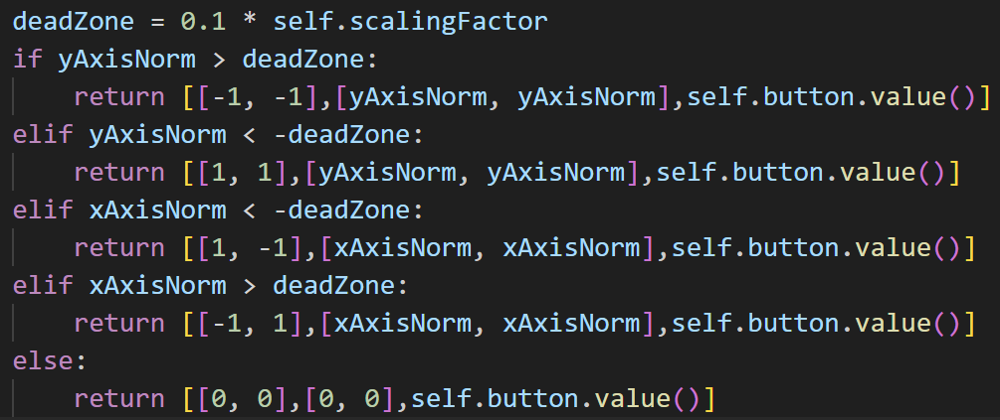 deadZone = 0.1 * self.scalingFactor
if yAxisNorm > deadZone:
    return [[-1, -1],[yAxisNorm, yAxisNorm],self.button.value()]
elif yAxisNorm < -deadZone:
    return [[1, 1],[yAxisNorm, yAxisNorm],self.button.value()]
elif xAxisNorm < -deadZone:
    return [[1, -1],[xAxisNorm, xAxisNorm],self.button.value()]
elif xAxisNorm > deadZone:
    return [[-1, 1],[xAxisNorm, xAxisNorm],self.button.value()]
else:
    return [[0, 0],[0, 0],self.button.value()]